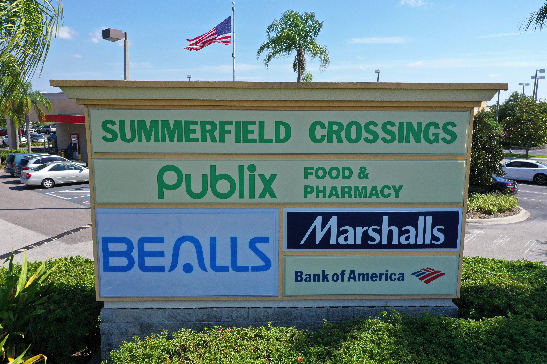 SUMMERFIELD CROSSINGS
Publix FOOD &
PHARMACY
BEALLS
Marshalls
Bank of America